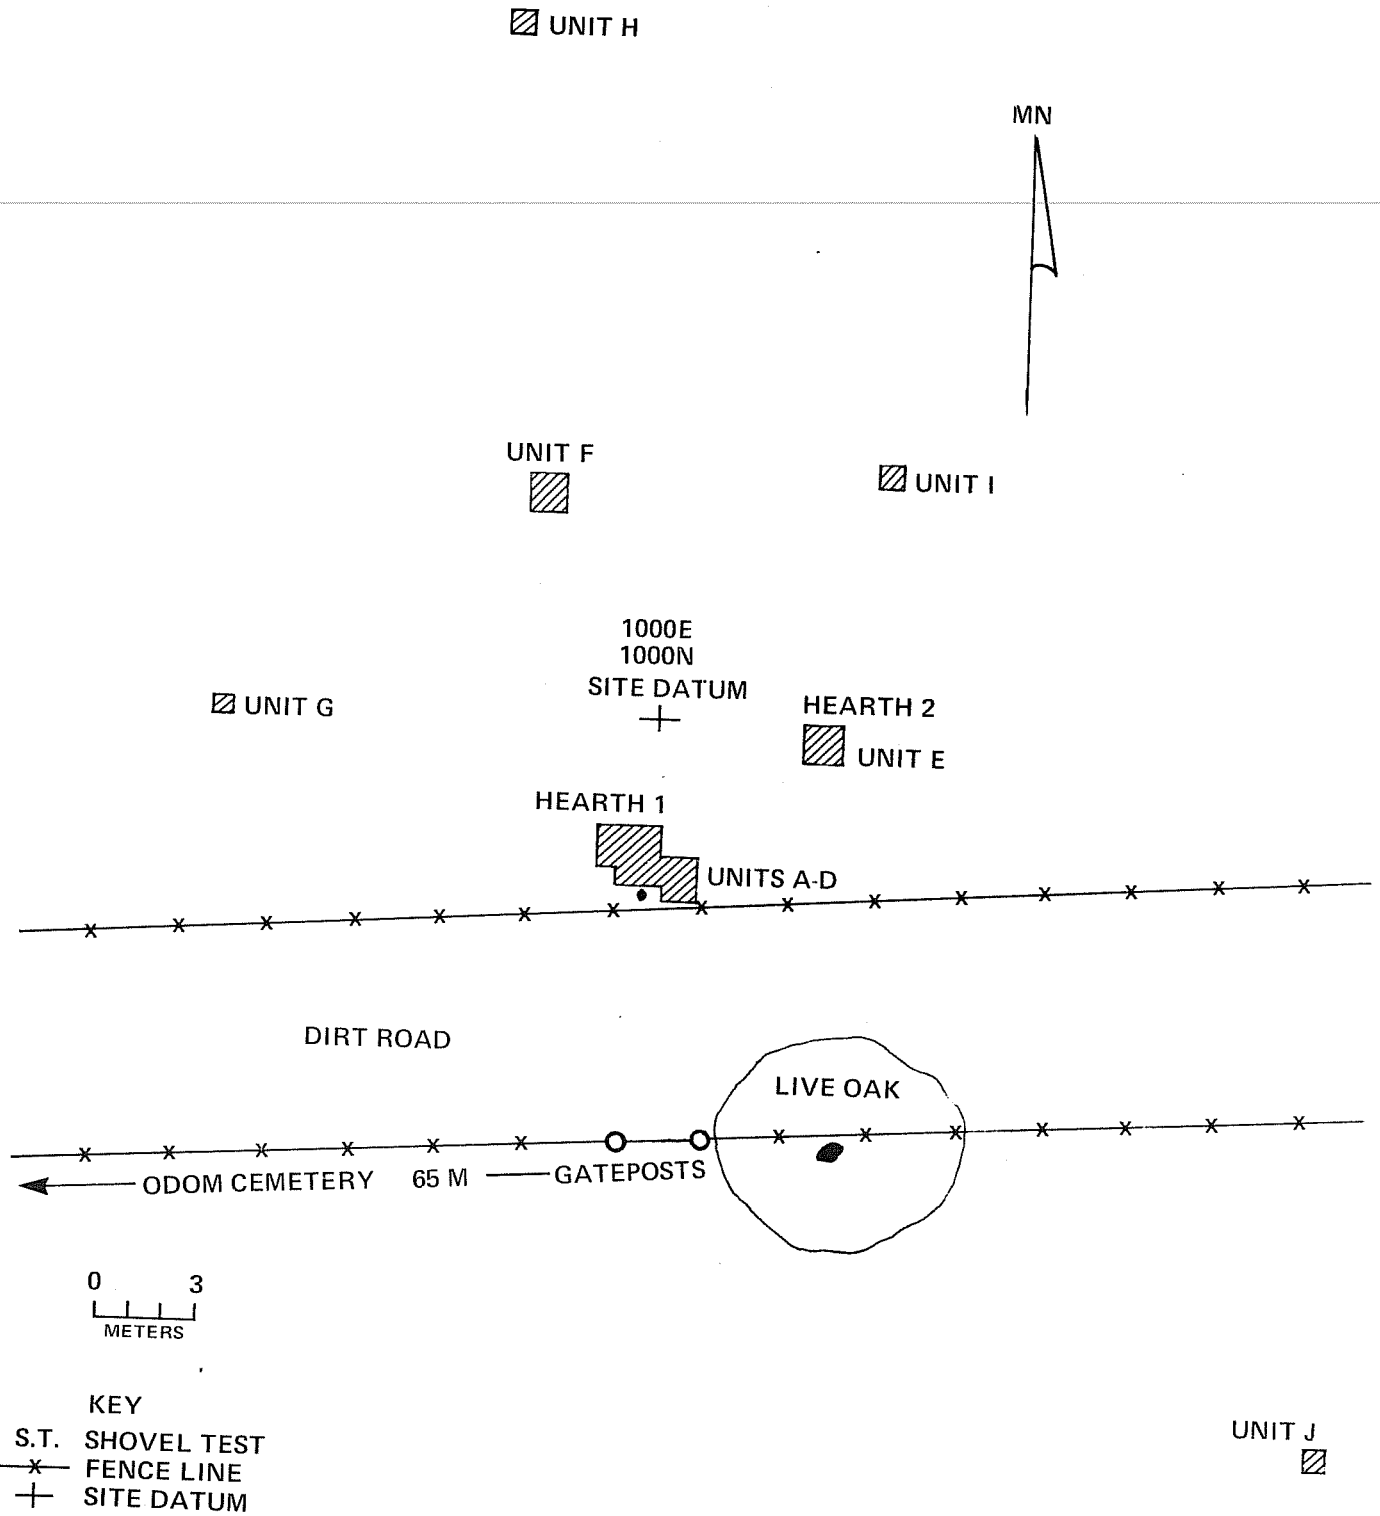 UNIT H
MN
UNIT F
UNIT I
1000E
1000N
SITE DATUM
UNIT G
HEARTH 2
UNIT E
HEARTH 1
UNITS A-D
DIRT ROAD
LIVE OAK
ODOM CEMETERY 65 M
GATEPOSTS
0 3
METERS
KEY
S.T. SHOVEL TEST
FENCE LINE
SITE DATUM
UNIT J